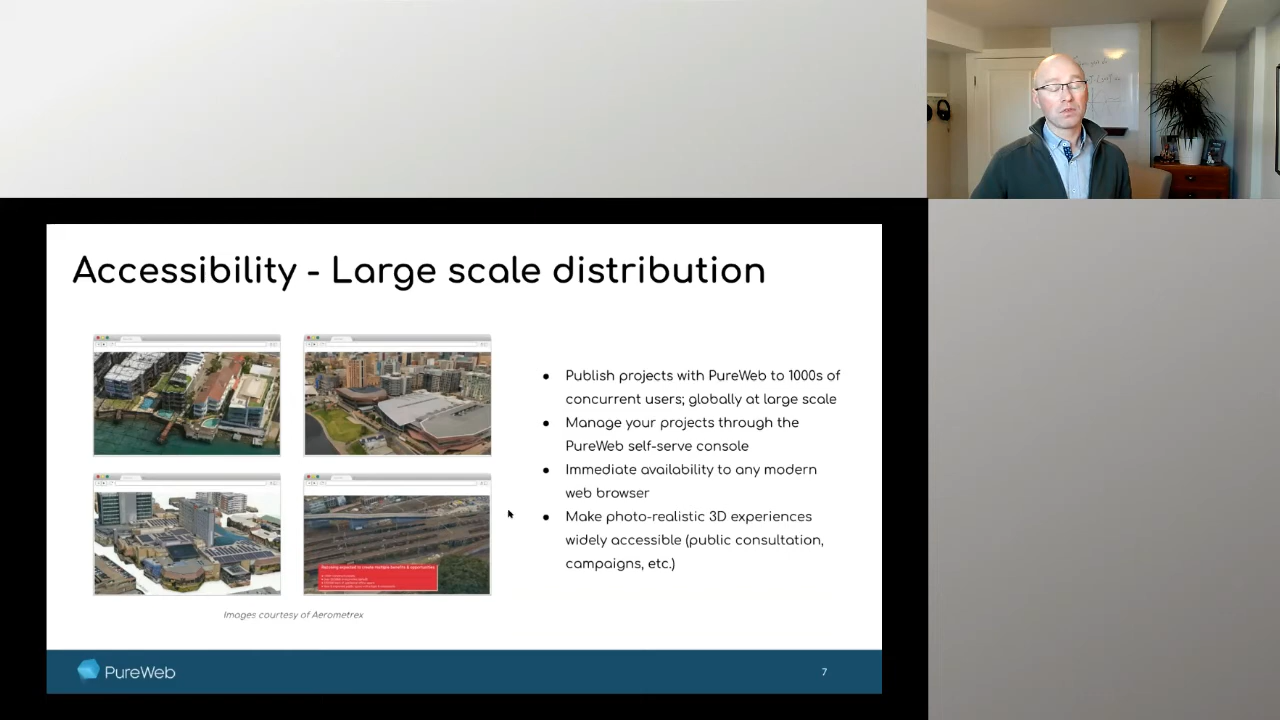 Accessibility - Large scale distribution
● Publish projects with PureWeb to 1000s of
concurrent users; globally at large scale
● Manage your projects through the
PureWeb self-serve console
● Immediate availability to any modern
web browser
● Make photo-realistic 3D experiences
widely accessible (public consultation,
campaigns, etc.)
Images courtesy of Aerometrex
PureWeb
7